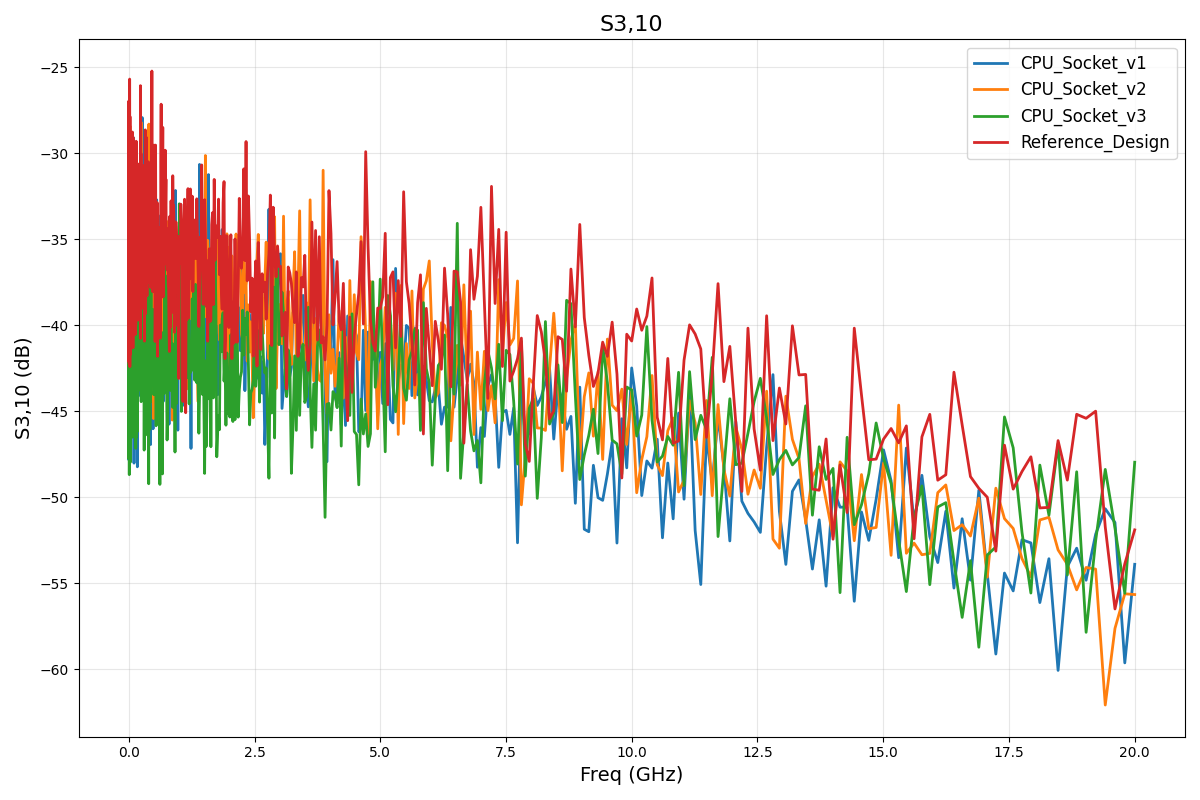 S3,10
CPU_Socket_v1
CPU_Socket_v2
CPU_Socket_v3
Reference_Design
S3,10 (dB)
−25
−30
−35
−40
−45
−50
−55
−60
0.0
2.5
5.0
7.5
10.0
12.5
15.0
17.5
20.0
Freq (GHz)